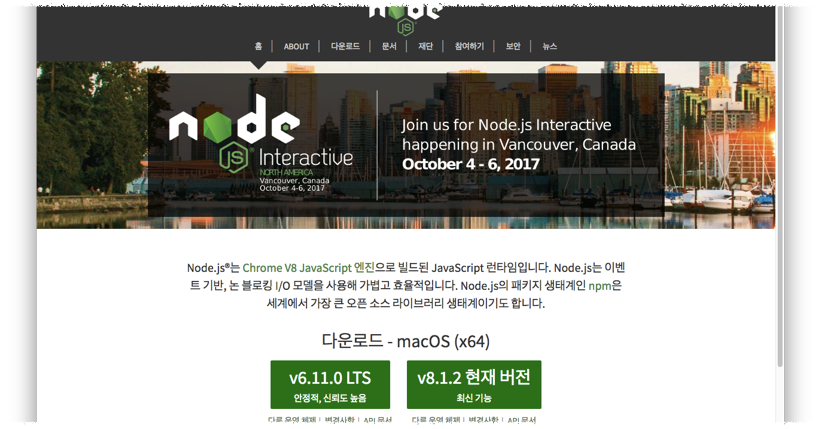 node
JS
홈 | ABOUT | 다운로드 | 문서 | 재단 | 참여하기 | 보안 | 뉴스
node
JS
Interactive
NORTH AMERICA
Vancouver, Canada
October 4-6, 2017
Join us for Node.js Interactive
happening in Vancouver, Canada
October 4 - 6, 2017
Node.js®는 Chrome V8 JavaScript 엔진으로 빌드된 JavaScript 런타임입니다. Node.js는 이벤
트 기반, 논 블로킹 I/O 모델을 사용해 가볍고 효율적입니다. Node.js의 패키지 생태계인 npm은
세계에서 가장 큰 오픈 소스 라이브러리 생태계이기도 합니다.
다운로드 - macOS (x64)
v6.11.0 LTS
안정적, 신뢰도 높음
v8.1.2 현재 버전
최신 기능
다른 운영 체제 | 변경사항 | API 문서
다른 운영 체제 | 변경사항 | API 문서